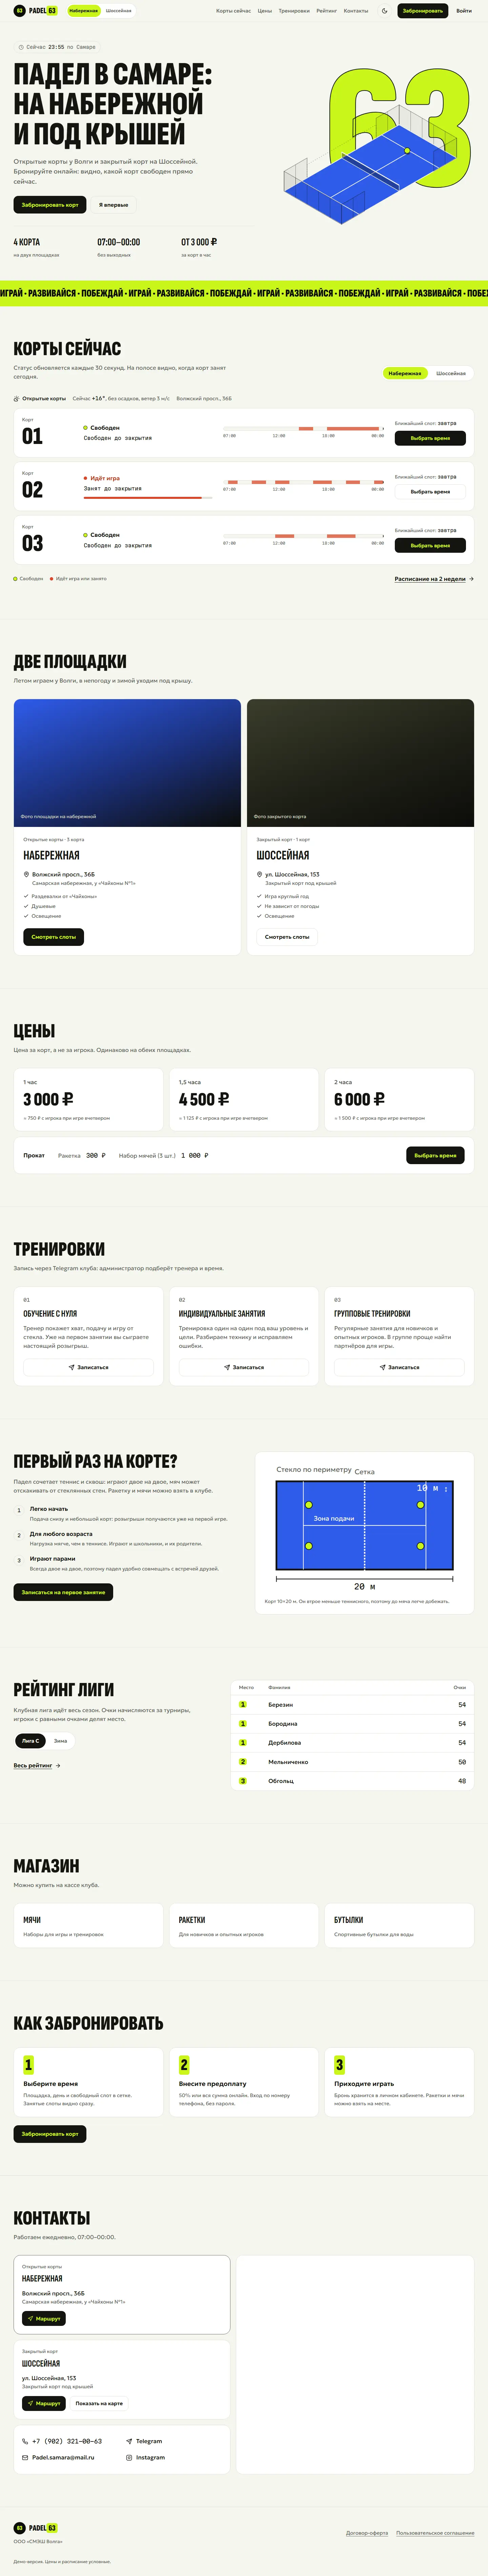 63 PADEL 63 Набережная Шоссейная Корты сейчас Цены Тренировки Рейтинг Контакты Забронировать Войти
Сейчас 23:55 по Самаре
ПАДЕЛ В САМАРЕ:
НА НАБЕРЕЖНОЙ
И ПОД КРЫШЕЙ
63
Открытые корты у Волги и закрытый корт на Шоссейной.
Бронируйте онлайн: видно, какой корт свободен прямо
сейчас.
Забронировать корт Я впервые
4 КОРТА 07:00–00:00 ОТ 3 000 ₽
на двух площадках без выходных за корт в час
ИГРАЙ • РАЗВИВАЙСЯ • ПОБЕЖДАЙ • ИГРАЙ • РАЗВИВАЙСЯ • ПОБЕЖДАЙ • ИГРАЙ • РАЗВИВАЙСЯ • ПОБЕЖДАЙ • ИГРАЙ • РАЗВИВАЙСЯ • ПОБЕЖДАЙ • ИГРАЙ • РАЗВИВАЙСЯ • ПОБЕ
КОРТЫ СЕЙЧАС
Статус обновляется каждые 30 секунд. На полосе видно, когда корт занят
сегодня.
Набережная Шоссейная
Открытые корты Сейчас +16°, без осадков, ветер 3 м/с Волжский просп., 36Б
Корт
01
Свободен
Свободен до закрытия
07:00 12:00 18:00 00:00
Ближайший слот: завтра
Выбрать время
Корт
02
Идёт игра
Занят до закрытия
07:00 12:00 18:00 00:00
Ближайший слот: завтра
Выбрать время
Корт
03
Свободен
Свободен до закрытия
07:00 12:00 18:00 00:00
Ближайший слот: завтра
Выбрать время
Свободен Идёт игра или занято Расписание на 2 недели →
ДВЕ ПЛОЩАДКИ
Летом играем у Волги, в непогоду и зимой уходим под крышу.
Фото площадки на набережной
Открытые корты · 3 корта
НАБЕРЕЖНАЯ
Волжский просп., 36Б
Самарская набережная, у «Чайхоны №1»
Раздевалки от «Чайхоны»
Душевые
Освещение
Смотреть слоты
Фото закрытого корта
Закрытый корт · 1 корт
ШОССЕЙНАЯ
ул. Шоссейная, 153
Закрытый корт под крышей
Игра круглый год
Не зависит от погоды
Освещение
Смотреть слоты
ЦЕНЫ
Цена за корт, а не за игрока. Одинаково на обеих площадках.
1 час
3 000 ₽
≈ 750 ₽ с игрока при игре вчетвером
1,5 часа
4 500 ₽
≈ 1 125 ₽ с игрока при игре вчетвером
2 часа
6 000 ₽
≈ 1 500 ₽ с игрока при игре вчетвером
Прокат Ракетка 300 ₽ Набор мячей (3 шт.) 1 000 ₽ Выбрать время
ТРЕНИРОВКИ
Запись через Telegram клуба: администратор подберёт тренера и время.
01
ОБУЧЕНИЕ С НУЛЯ
Тренер покажет хват, подачу и игру от
стекла. Уже на первом занятии вы сыграете
настоящий розыгрыш.
Записаться
02
ИНДИВИДУАЛЬНЫЕ ЗАНЯТИЯ
Тренировка один на один под ваш уровень и
цели. Разбираем технику и исправляем
ошибки.
Записаться
03
ГРУППОВЫЕ ТРЕНИРОВКИ
Регулярные занятия для новичков и
опытных игроков. В группе проще найти
партнёров для игры.
Записаться
ПЕРВЫЙ РАЗ НА КОРТЕ?
Падел сочетает теннис и сквош: играют двое на двое, мяч может
отскакивать от стеклянных стен. Ракетку и мячи можно взять в клубе.
1 Легко начать
Подача снизу и небольшой корт: розыгрыши получаются уже на первой игре.
2 Для любого возраста
Нагрузка мягче, чем в теннисе. Играют и школьники, и их родители.
3 Играют парами
Всегда двое на двое, поэтому падел удобно совмещать с встречей друзей.
Записаться на первое занятие
Стекло по периметру Сетка
10 м ↕
Зона подачи
20 м
Корт 10×20 м. Он втрое меньше теннисного, поэтому до мяча легче добежать.
РЕЙТИНГ ЛИГИ
Клубная лига идёт весь сезон. Очки начисляются за турниры,
игроки с равными очками делят место.
Лига С Зима
Весь рейтинг →
Место Фамилия Очки
1 Березин 54
1 Бородина 54
1 Дербилова 54
2 Мельниченко 50
3 Обгольц 48
МАГАЗИН
Можно купить на кассе клуба.
МЯЧИ
Наборы для игры и тренировок
РАКЕТКИ
Для новичков и опытных игроков
БУТЫЛКИ
Спортивные бутылки для воды
КАК ЗАБРОНИРОВАТЬ
1
Выберите время
Площадка, день и свободный слот в сетке.
Занятые слоты видно сразу.
2
Внесите предоплату
50% или вся сумма онлайн. Вход по номеру
телефона, без пароля.
3
Приходите играть
Бронь хранится в личном кабинете. Ракетки и мячи
можно взять на месте.
Забронировать корт
КОНТАКТЫ
Работаем ежедневно, 07:00–00:00.
Открытые корты
НАБЕРЕЖНАЯ
Волжский просп., 36Б
Самарская набережная, у «Чайхоны №1»
Маршрут
Закрытый корт
ШОССЕЙНАЯ
ул. Шоссейная, 153
Закрытый корт под крышей
Маршрут Показать на карте
+7 (902) 321-00-63 Telegram
Padel.samara@mail.ru Instagram
63 PADEL 63
ООО «СМЭШ Волга»
Договор-оферта Пользовательское соглашение
Демо-версия. Цены и расписание условные.